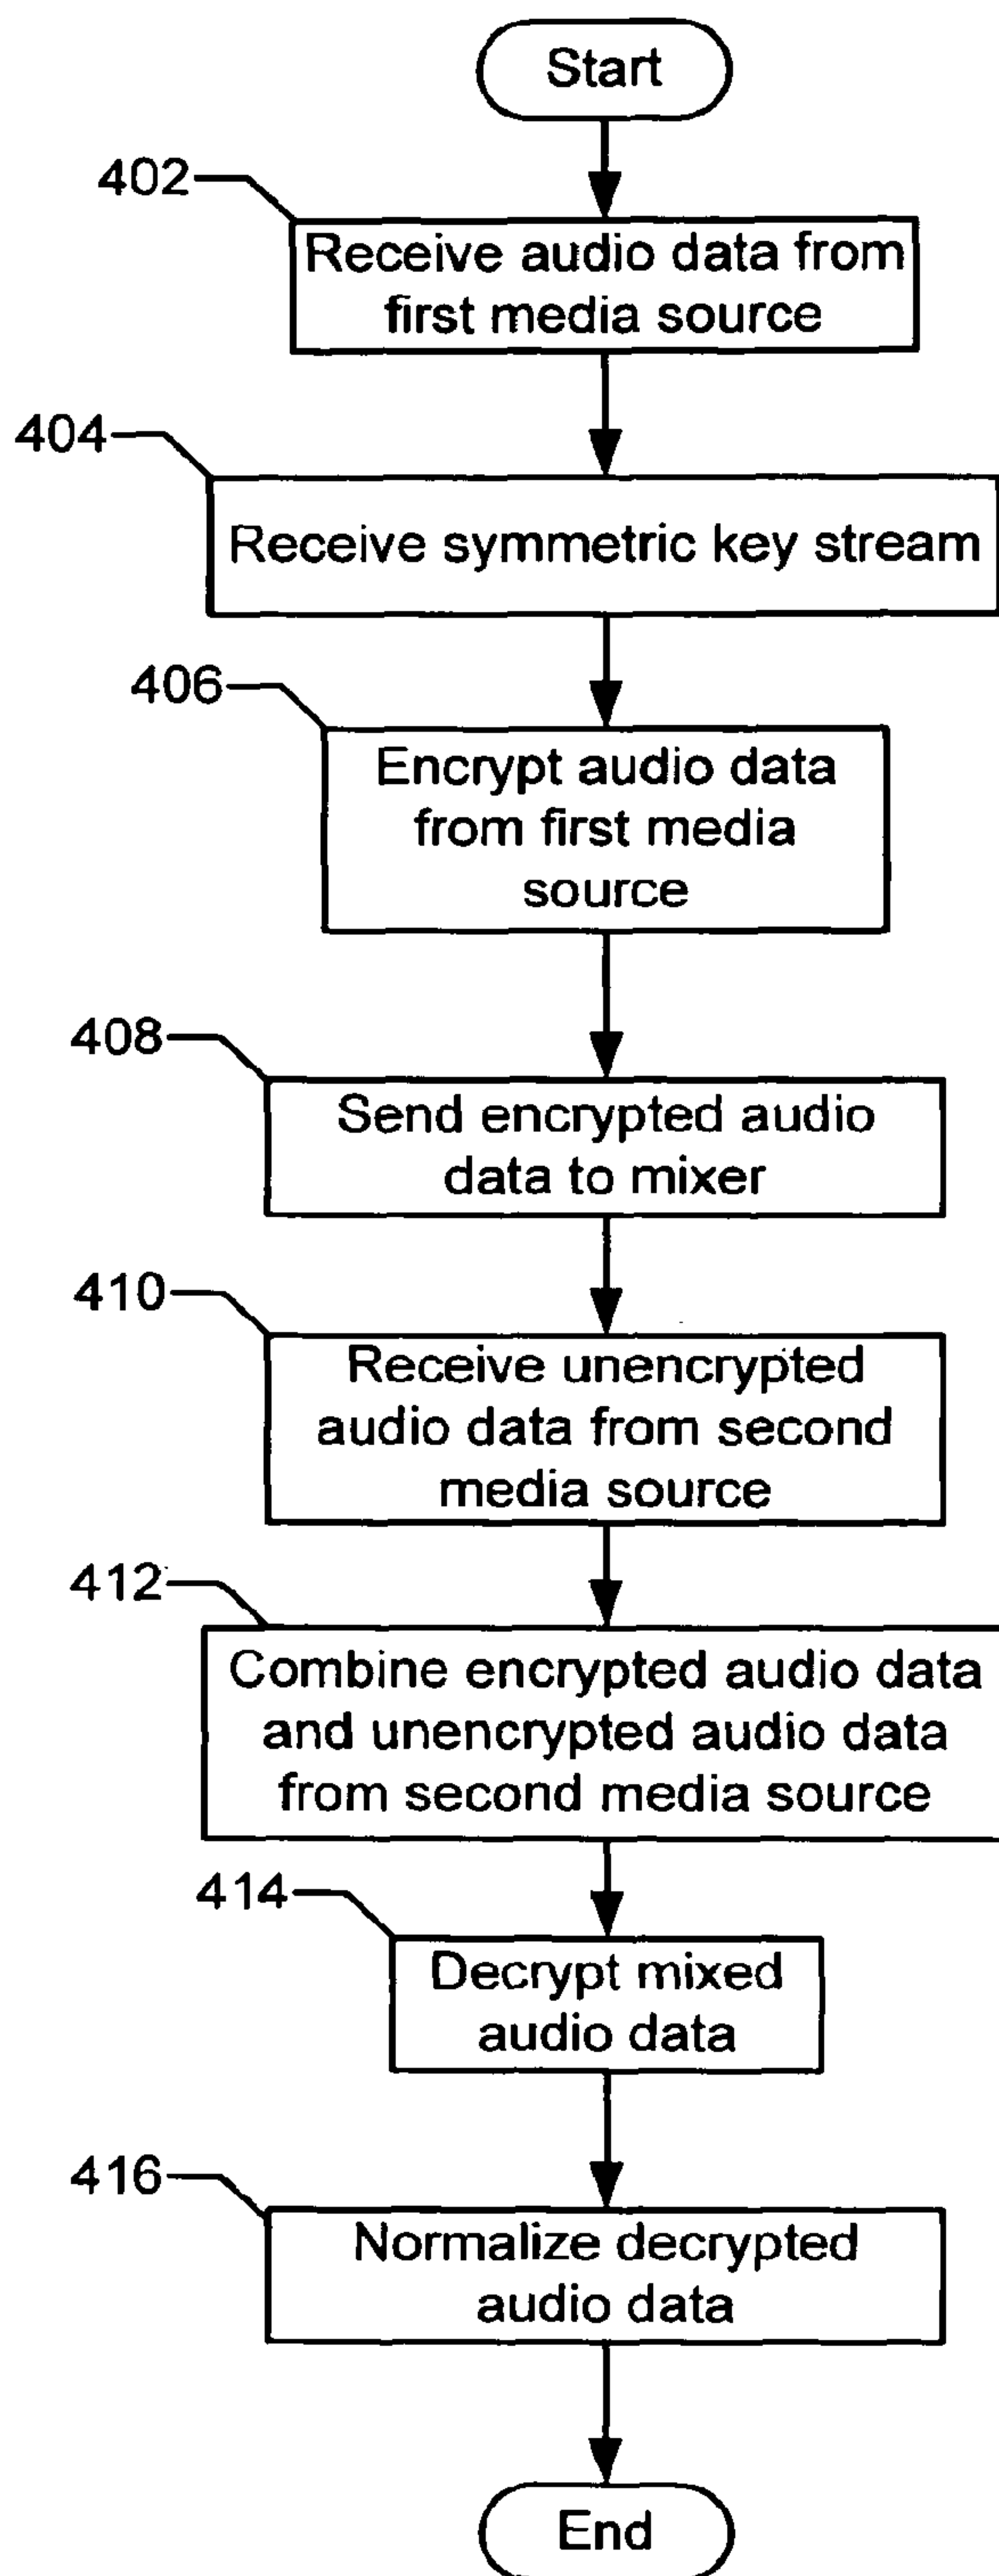 Start
402
Receive audio data from
first media source
404
Receive symmetric key stream
406
Encrypt audio data
from first media
source
408
Send encrypted audio
data to mixer
410
Receive unencrypted
audio data from second
media source
412
Combine encrypted audio data
and unencrypted audio data
from second media source
414
Decrypt mixed
audio data
416
Normalize decrypted
audio data
End